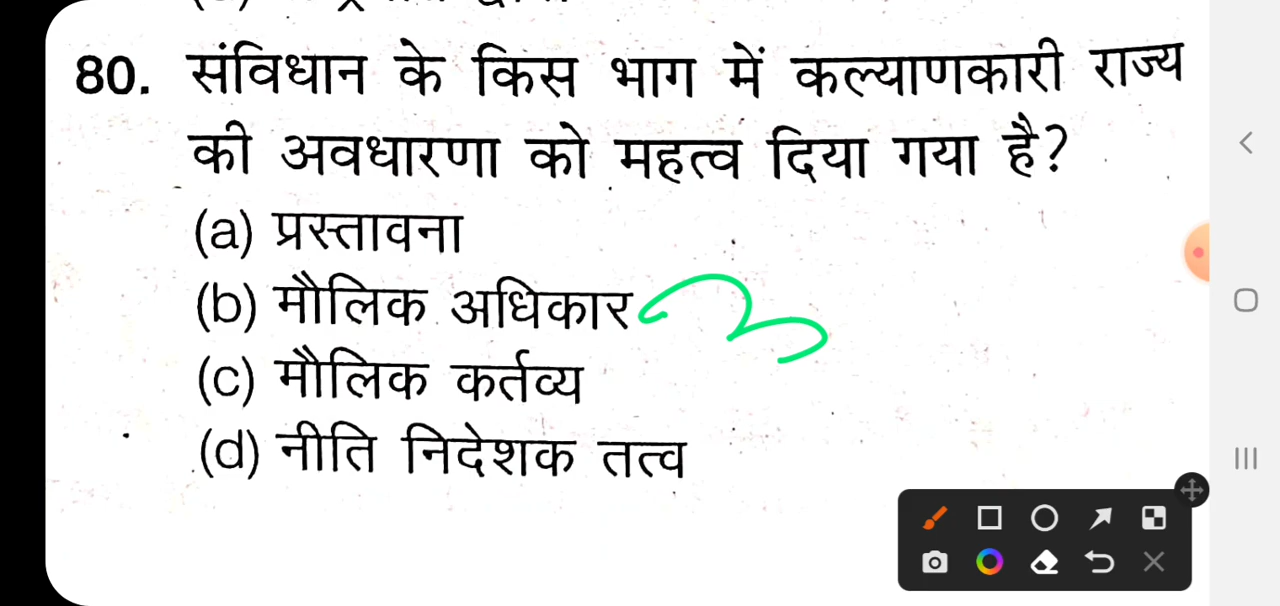 80. संविधान के किस भाग में कल्याणकारी राज्य
की अवधारणा को महत्व दिया गया है?
(a) प्रस्तावना
(b) मौलिक अधिकार
(c) मौलिक कर्तव्य
(d) नीति निदेशक तत्व